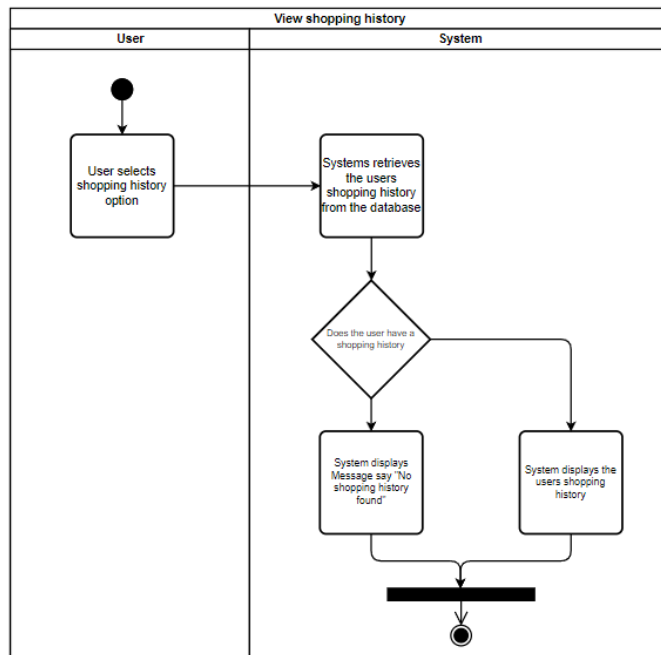 View shopping history
User
System
User selects
shopping history
option
Systems retrieves
the users
shopping history
from the database
Does the user have a
shopping history
System displays
Message say "No
shopping history
found"
System displays the
users shopping
history